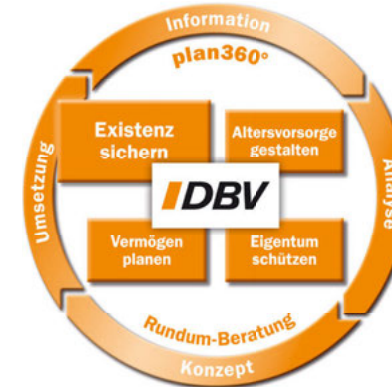 Information
plan360°
Existenz
sichern
Altersvorsorge
gestalten
Umsetzung
DBV
Analyse
Vermögen
planen
Eigentum
schützen
Rundum-Beratung
Konzept